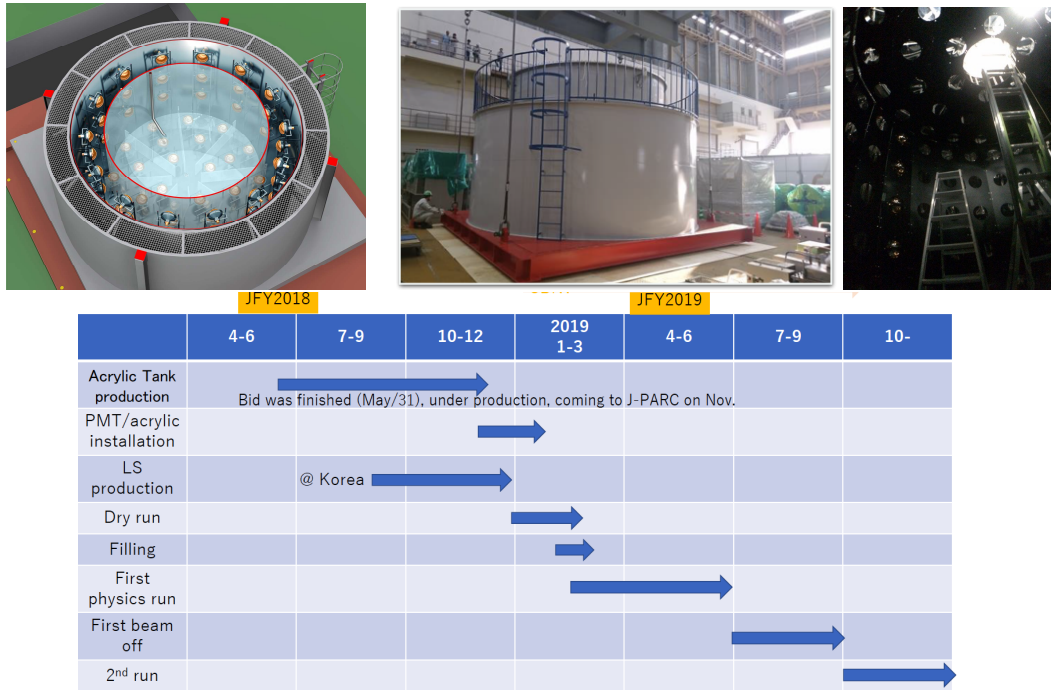 JFY2018
JFY2019
4-6
7-9
10-12
2019
1-3
4-6
7-9
10-
Acrylic Tank
production
Bid was finished (May/31), under production, coming to J-PARC on Nov.
PMT/acrylic
installation
LS
production
@ Korea
Dry run
Filling
First
physics run
First beam
off
2nd run